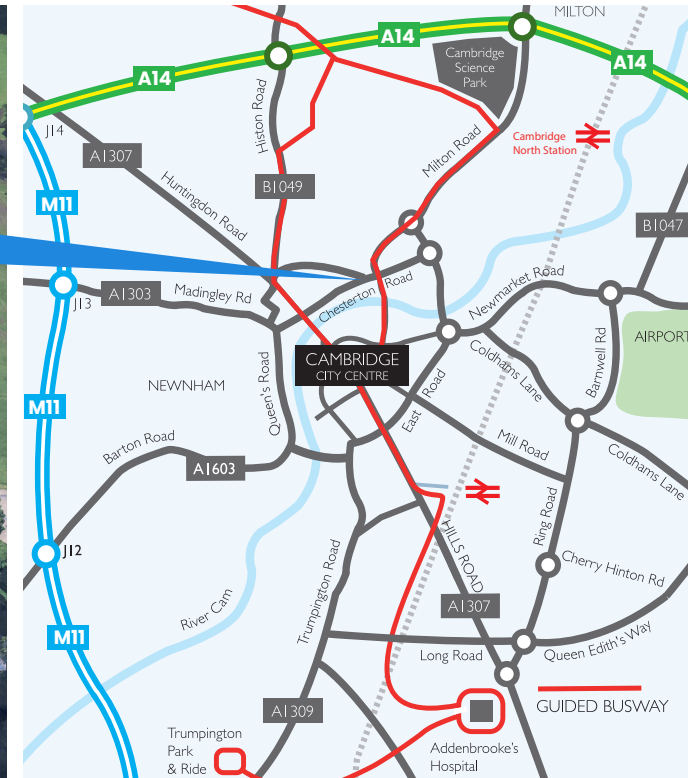 MILTON
A14
A14
A14
Cambridge
Science
Park
Histon Road
Milton Road
Cambridge
North Station
J14
A1307
Huntingdon Road
B1049
M11
B1047
J13
A1303
Madingley Rd
Chesterton Road
Newmarket Road
Barnwell Rd
AIRPORT
CAMBRIDGE
CITY CENTRE
NEWNHAM
Queen's Road
East Road
Coldhams Lane
M11
Barton Road
A1603
Mill Road
Coldhams Lane
Ring Road
J12
HILLS ROAD
Cherry Hinton Rd
River Cam
Trumpington Road
A1307
M11
Long Road
Queen Edith's Way
A1309
GUIDED BUSWAY
Trumpington
Park
& Ride
Addenbrooke's
Hospital